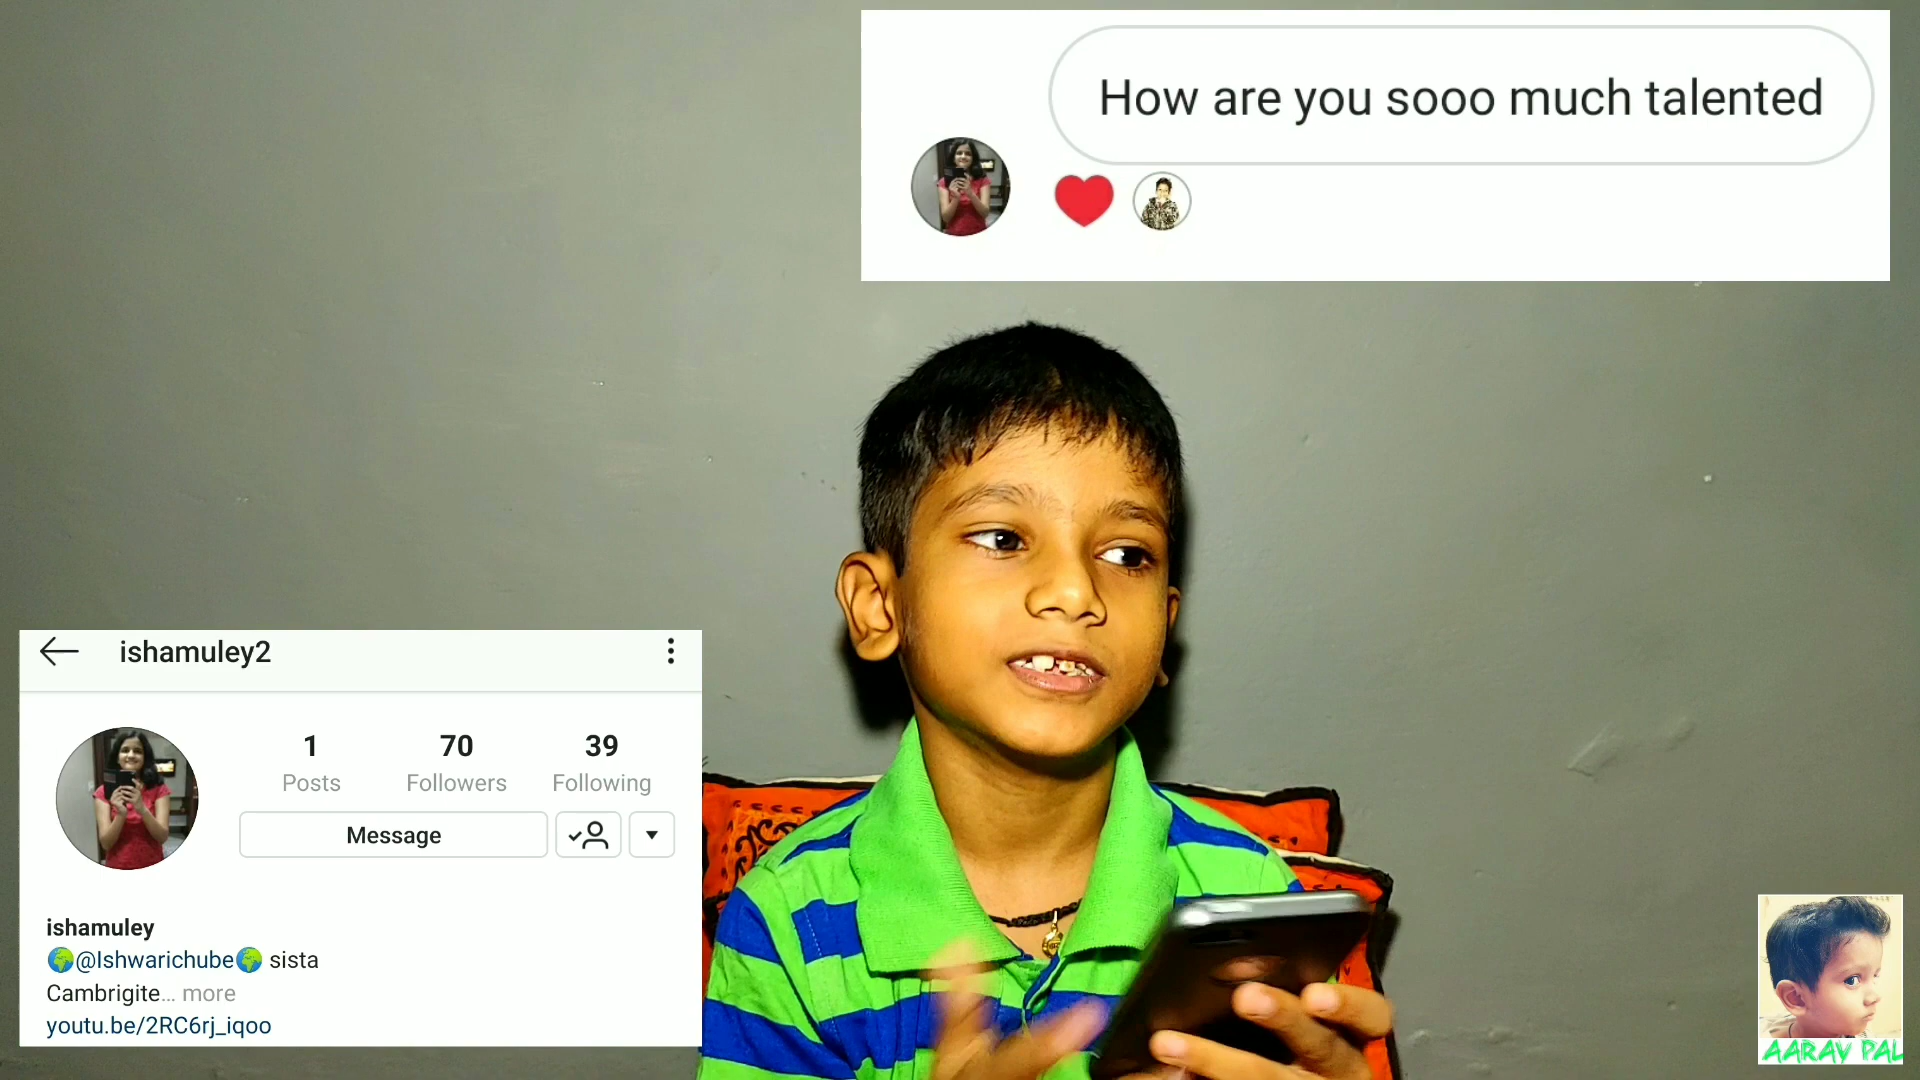 How are you sooo much talented
ishamuley2
1 70 39
Posts Followers Following
Message
ishamuley
🌍@Ishwarichube🌍 sista
Cambrigite... more
youtu.be/2RC6rj_iqoo
AARAV PAL